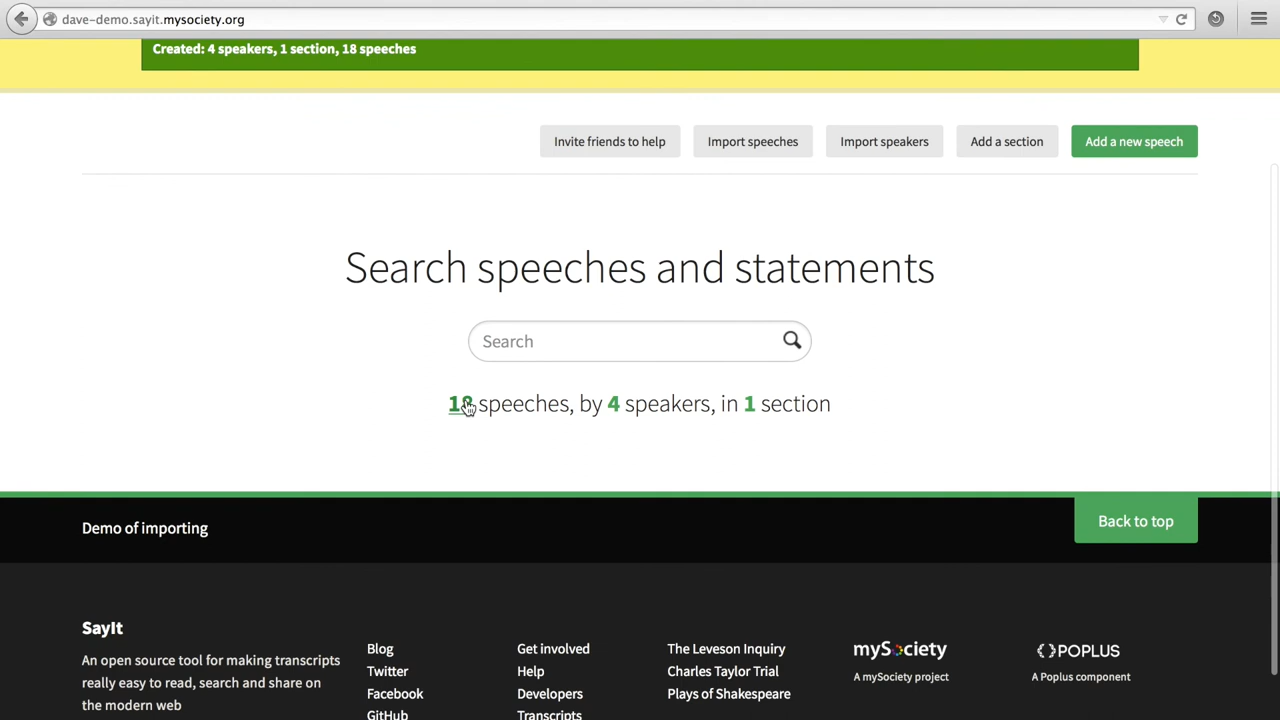 dave-demo.sayit.mysociety.org
Created: 4 speakers, 1 section, 18 speeches
Invite friends to help
Import speeches
Import speakers
Add a section
Add a new speech
Search speeches and statements
Search
18 speeches, by 4 speakers, in 1 section
Demo of importing
Back to top
SayIt
An open source tool for making transcripts
really easy to read, search and share on
the modern web
Blog
Twitter
Facebook
GitHub
Get involved
Help
Developers
Transcripts
The Leveson Inquiry
Charles Taylor Trial
Plays of Shakespeare
mySociety
A mySociety project
POPLUS
A Poplus component